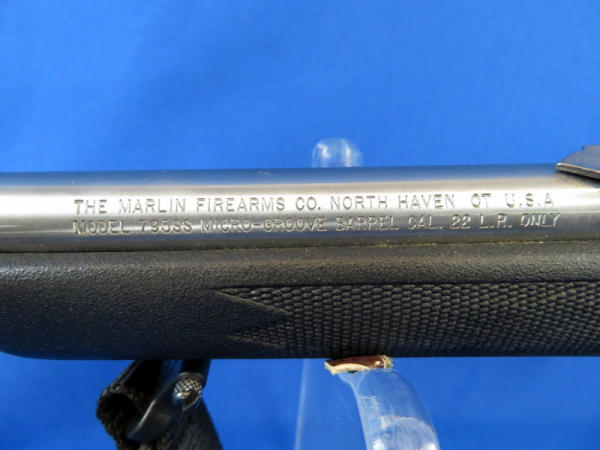 THE MARLIN FIREARMS CO. NORTH HAVEN CT U.S.A
MODEL 795SS MICRO-GROOVE BARREL CAL. 22 L.R. ONLY